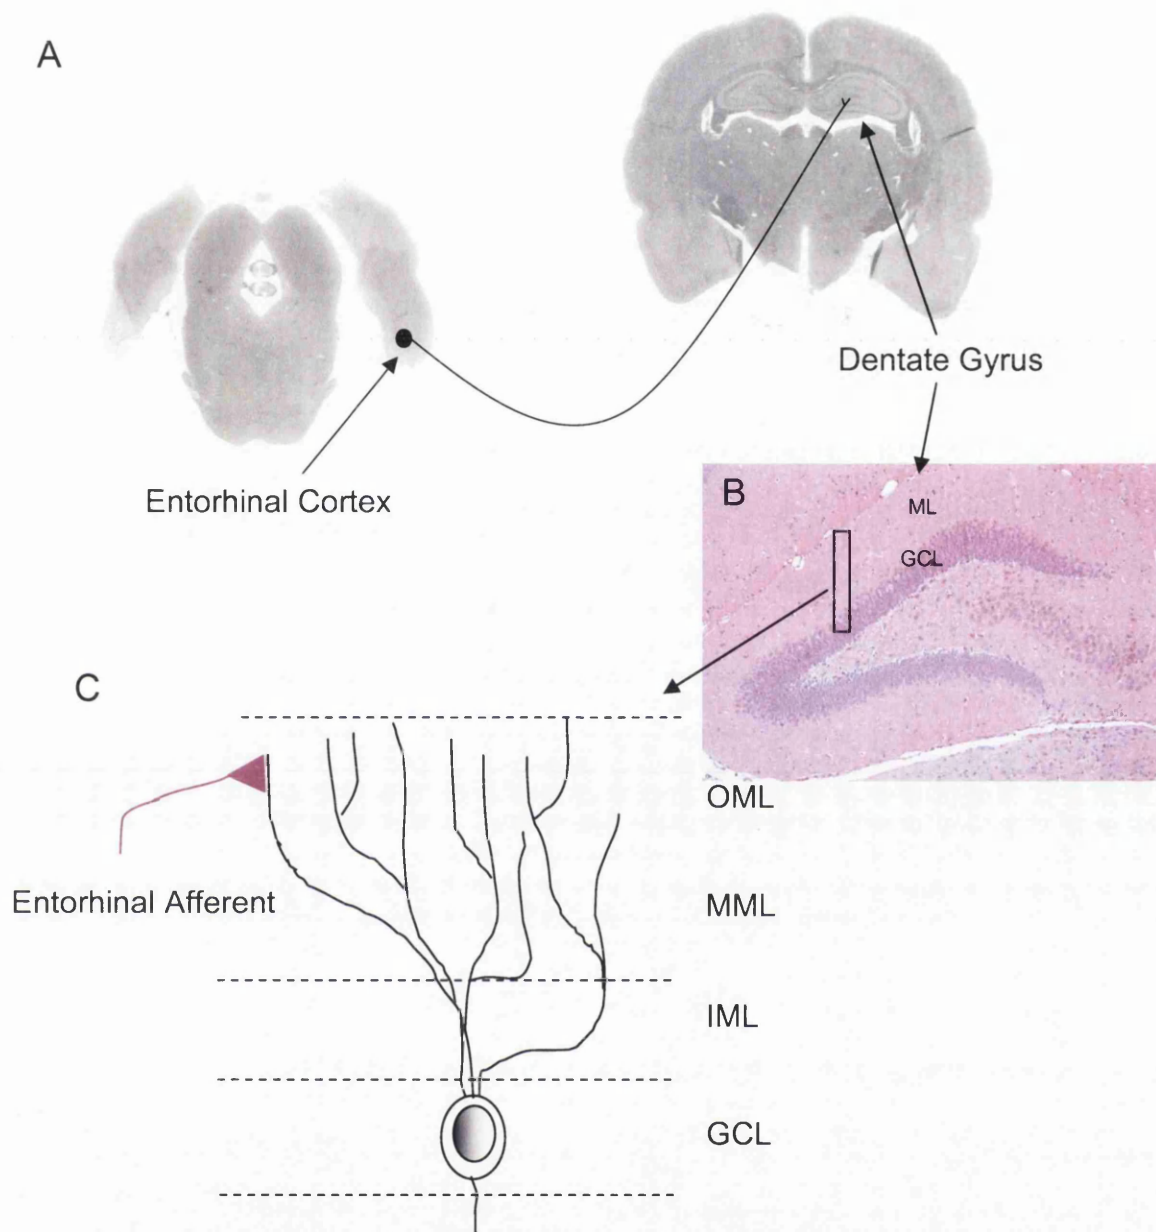 A
Dentate Gyrus
Entorhinal Cortex
B
ML
GCL
C
OML
Entorhinal Afferent
MML
IML
GCL